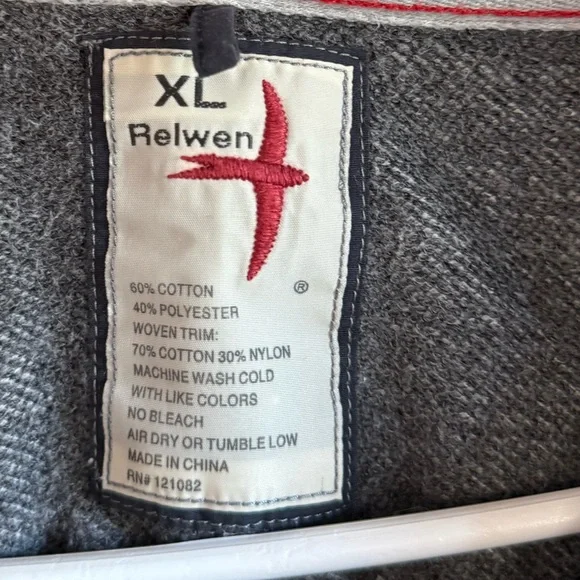 XL
Relwen
60% COTTON ®
40% POLYESTER
WOVEN TRIM:
70% COTTON 30% NYLON
MACHINE WASH COLD
WITH LIKE COLORS
NO BLEACH
AIR DRY OR TUMBLE LOW
MADE IN CHINA
RN# 121082